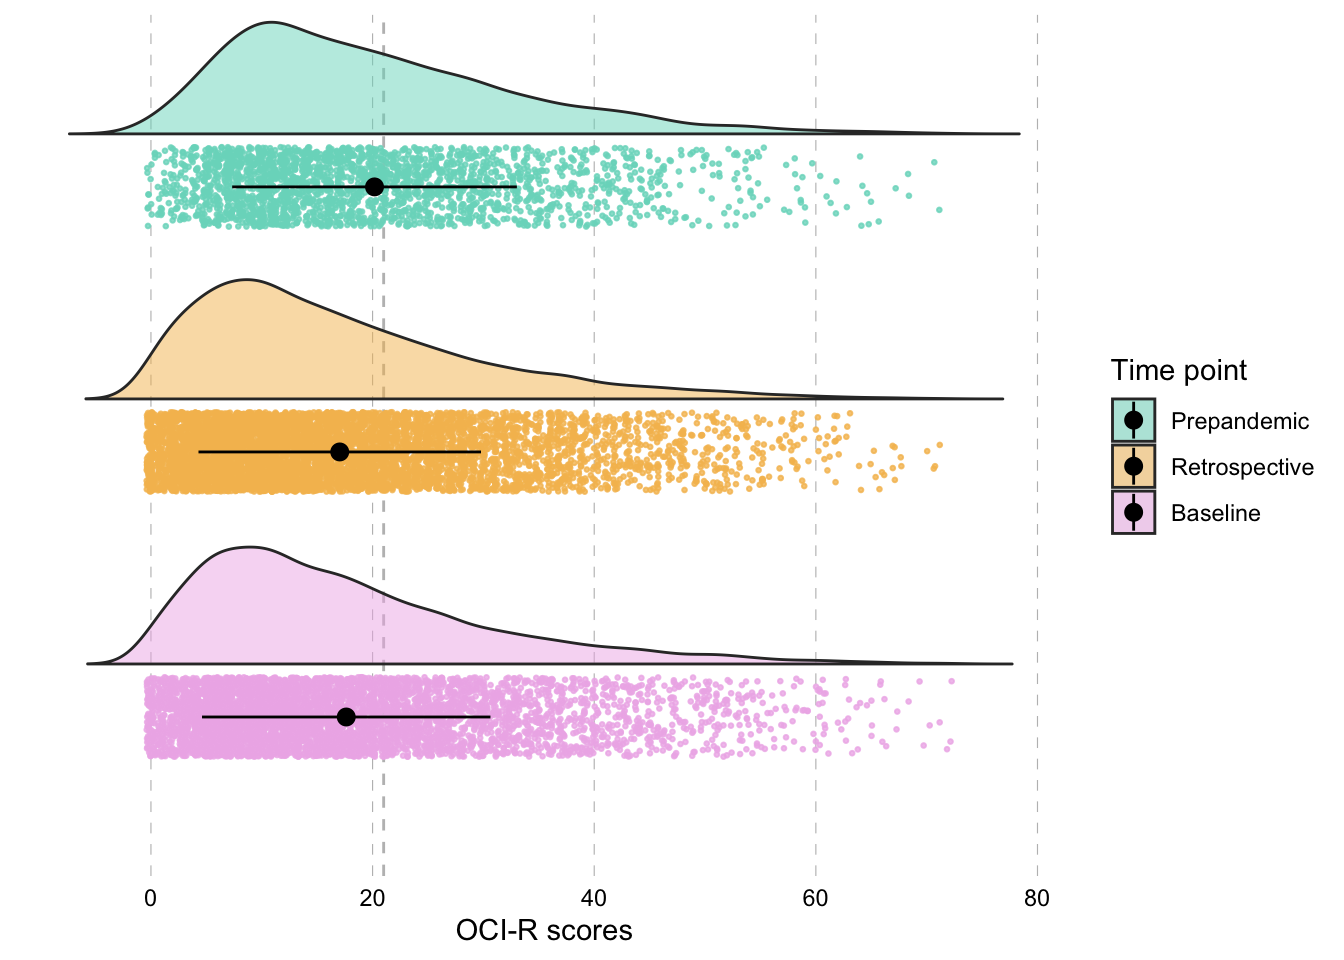 Time point
Prepandemic
Retrospective
Baseline
0 20 40 60 80
OCI-R scores